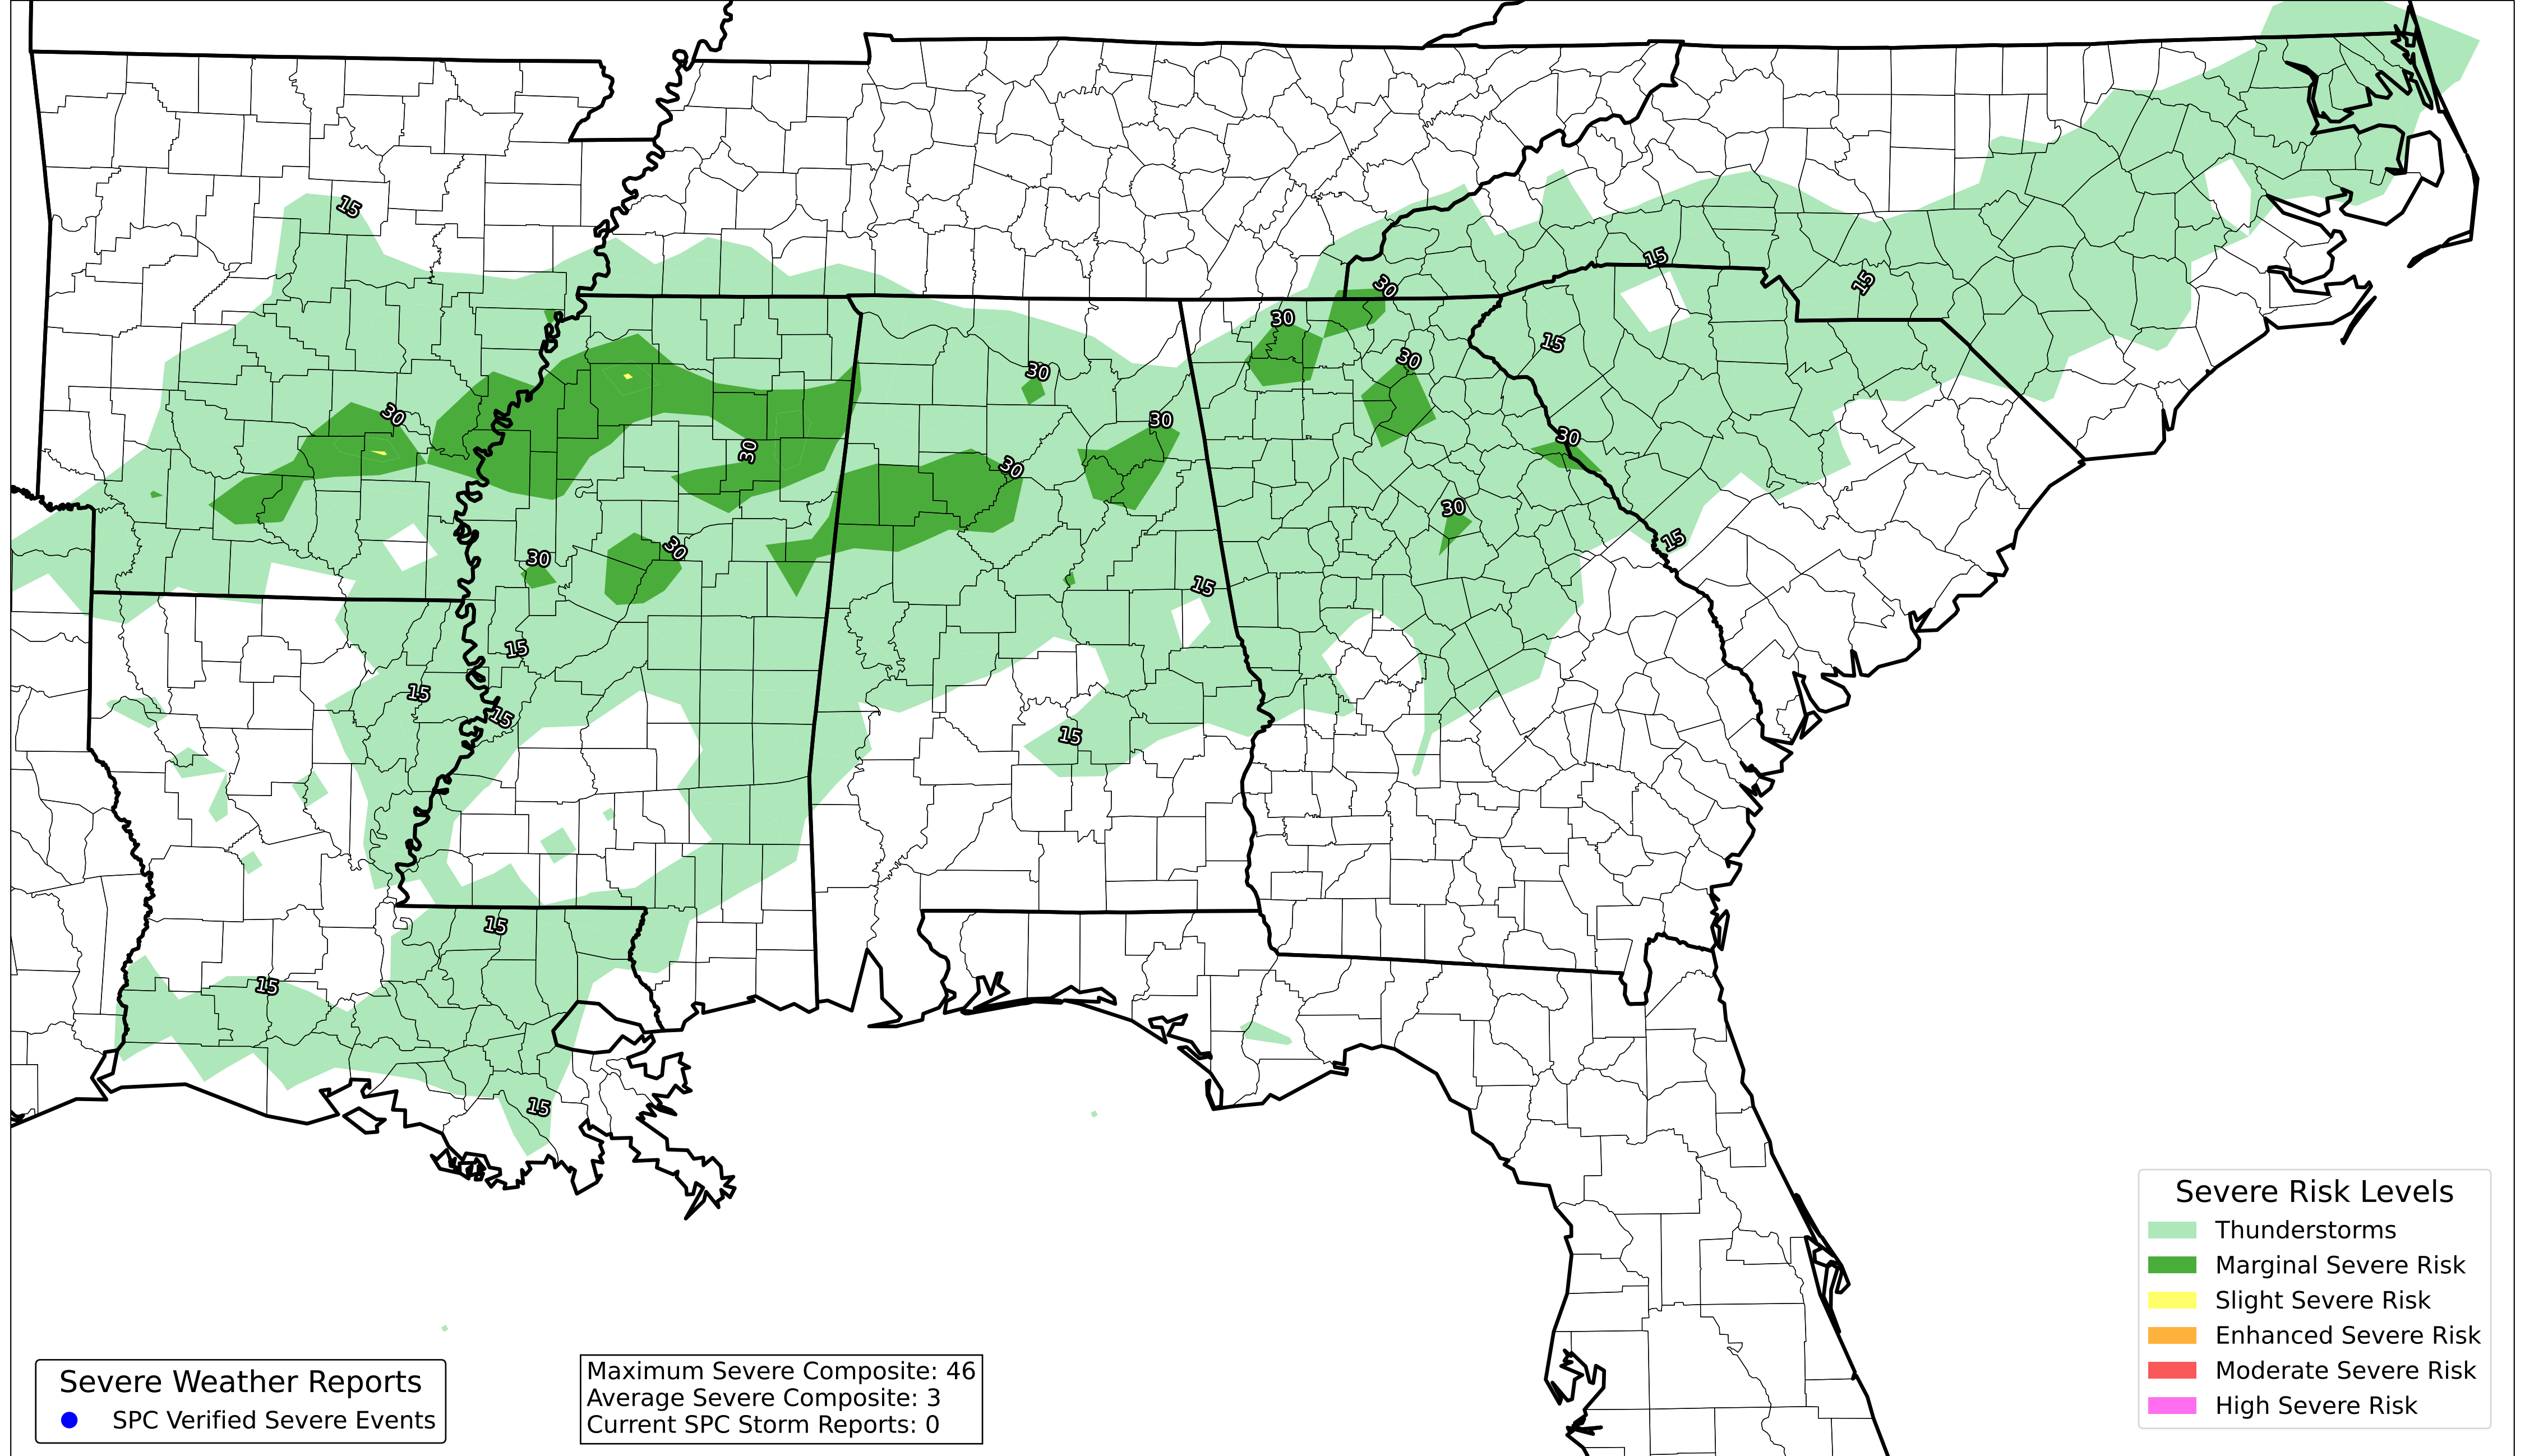 15
15
15
30
30
30
15
30
30
30
30
30
30
30
30
30
30
15
30
15
15
15
15
15
15
15
15
Severe Risk Levels
Thunderstorms
Marginal Severe Risk
Slight Severe Risk
Enhanced Severe Risk
Moderate Severe Risk
High Severe Risk
Severe Weather Reports
SPC Verified Severe Events
Maximum Severe Composite: 46
Average Severe Composite: 3
Current SPC Storm Reports: 0